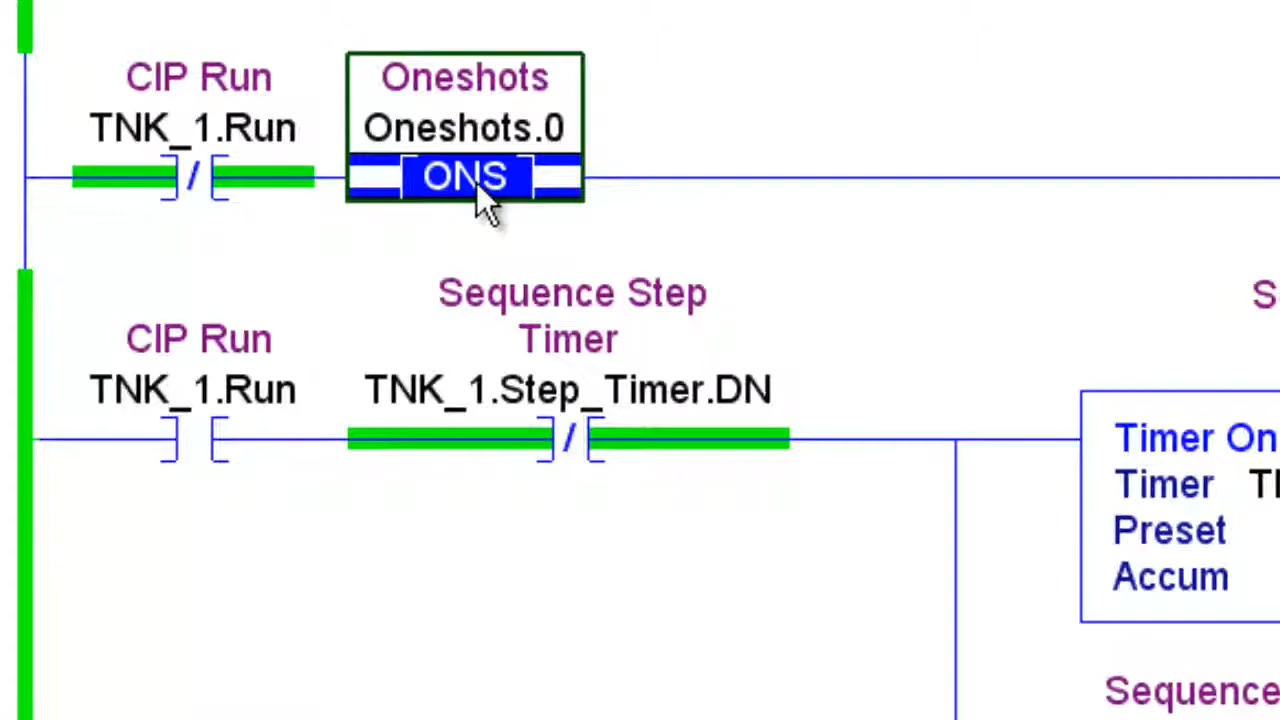 CIP Run
TNK_1.Run
Oneshots
Oneshots.0
ONS
CIP Run
TNK_1.Run
Sequence Step
Timer
TNK_1.Step_Timer.DN
S
Timer On
Timer
Preset
Accum
Sequence